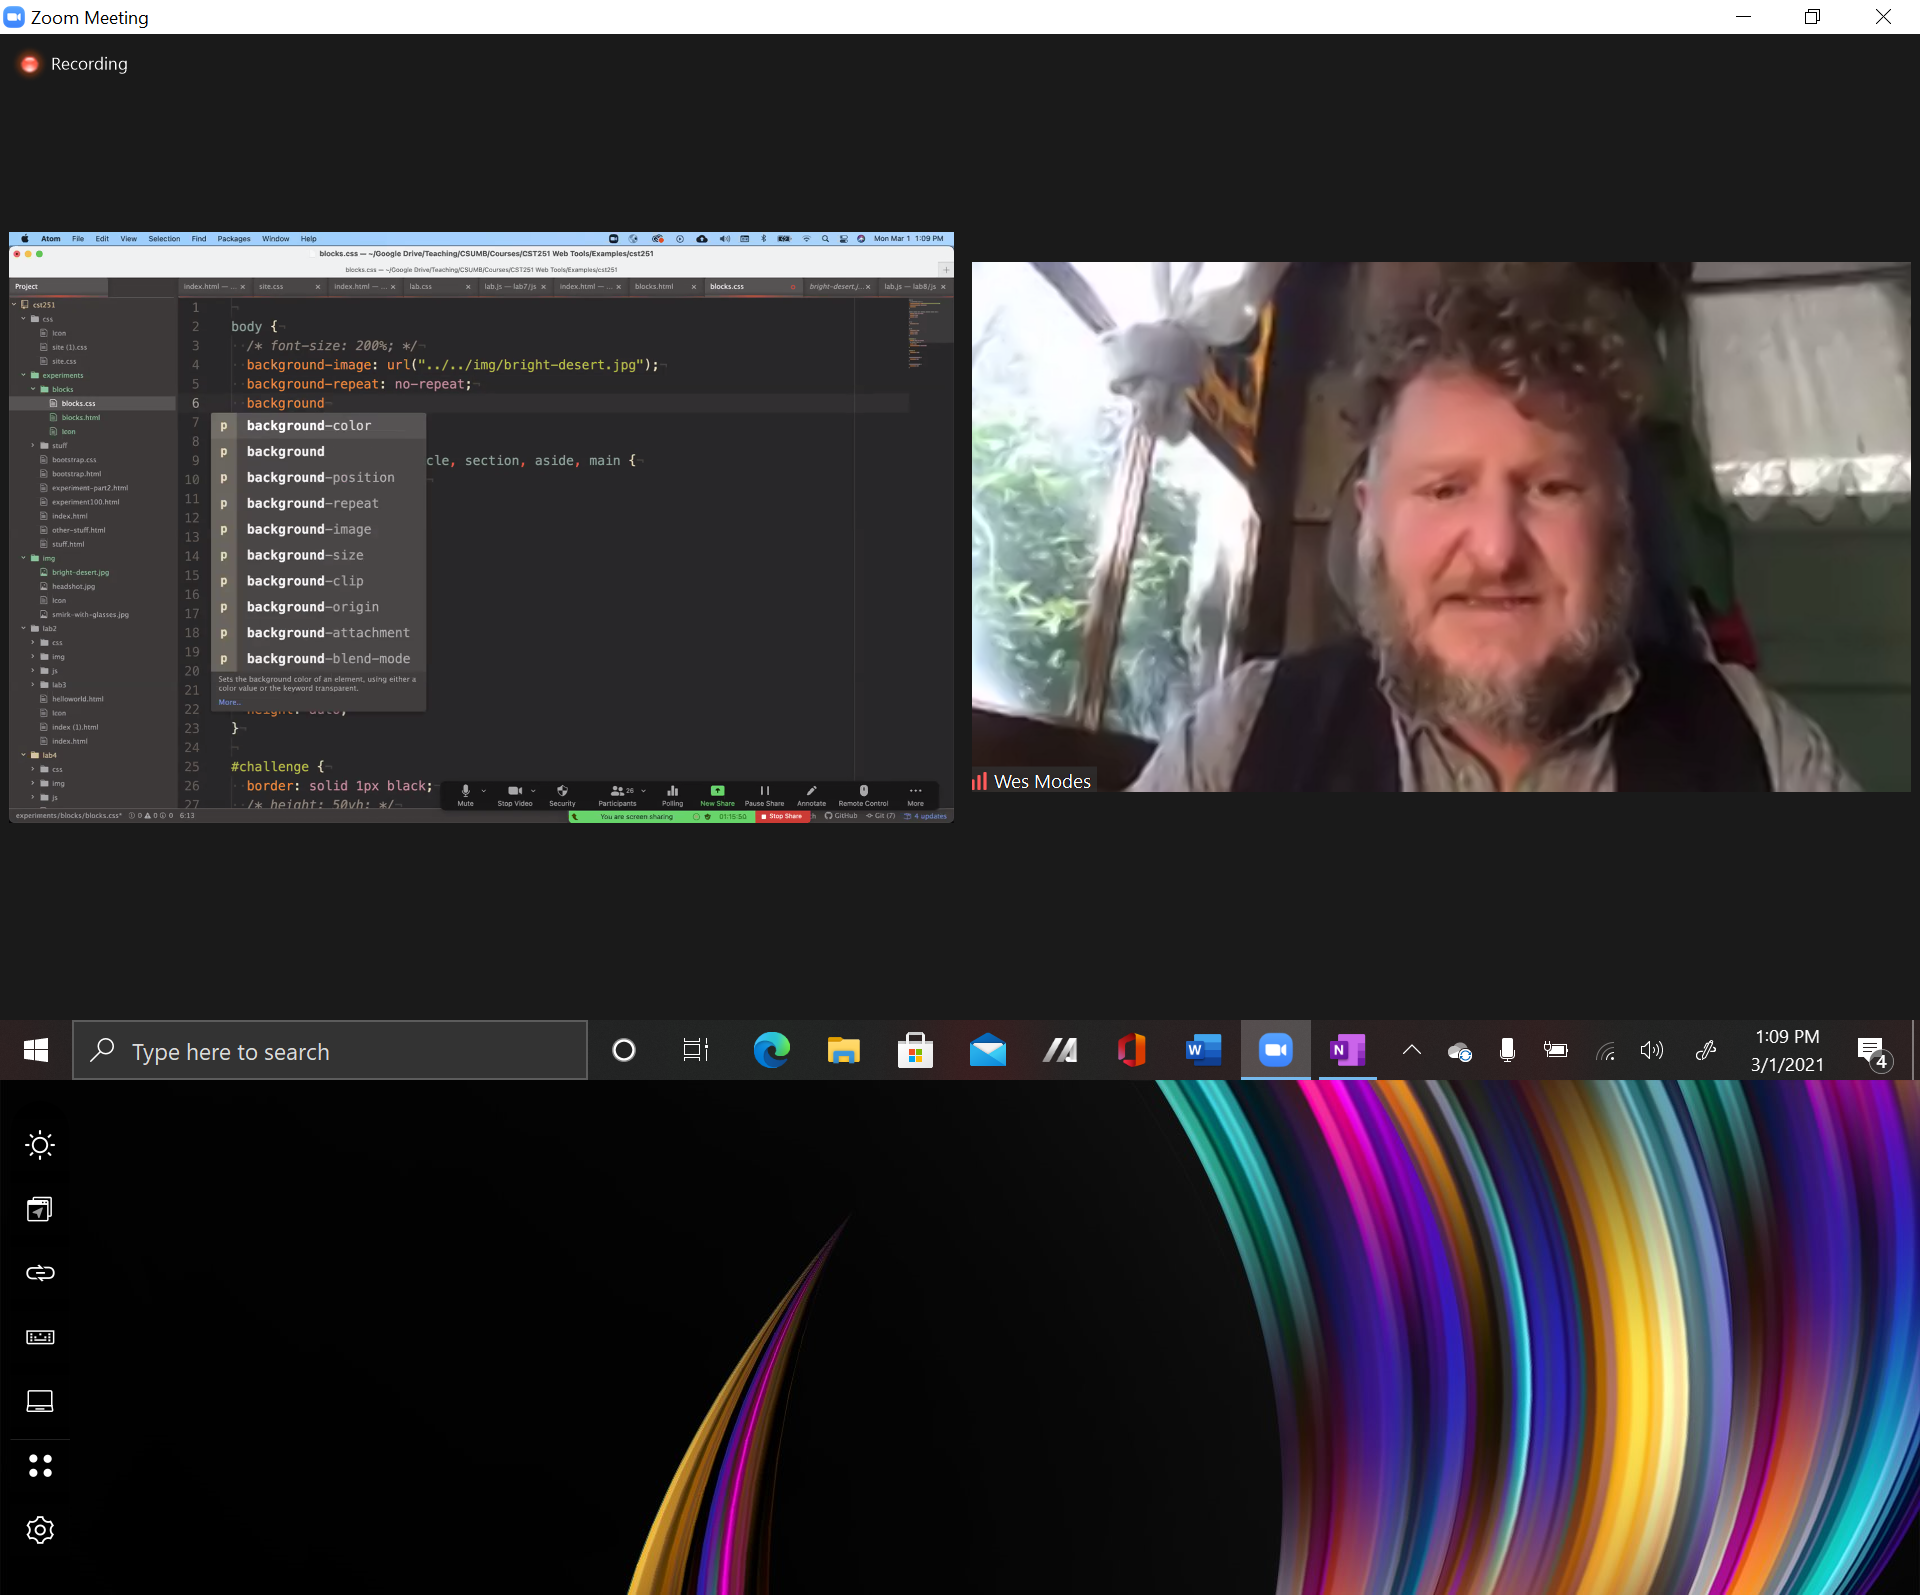 Zoom Meeting
Recording
Atom File Edit View Selection Find Packages Window Help Mon Mar 1 1:09 PM
blocks.css — ~/Google Drive/Teaching/CSUMB/Courses/CST251 Web Tools/Examples/cst251
blocks.css — ~/Google Drive/Teaching/CSUMB/Courses/CST251 Web Tools/Examples/cst251
Project
index.html — ... site.css index.html — ... lab.css lab.js — lab7/js index.html — ... blocks.html blocks.css bright-desert.j... lab.js — lab8/js
cst251
css
Icon
site (1).css
site.css
experiments
blocks
blocks.css
blocks.html
Icon
stuff
bootstrap.css
bootstrap.html
experiment-part2.html
experiment100.html
index.html
other-stuff.html
stuff.html
img
bright-desert.jpg
headshot.jpg
Icon
smirk-with-glasses.jpg
lab2
css
img
js
lab3
helloworld.html
Icon
index (1).html
index.html
lab4
css
img
js
1
2 body {
3 /* font-size: 200%; */
4 background-image: url("../../img/bright-desert.jpg");
5 background-repeat: no-repeat;
6 background
7
8
9 cle, section, aside, main {
10
11
12
13
14
15
16
17
18
19
20
21
22
23 }
24
25 #challenge {
26 border: solid 1px black;
27 /* height: 50vh; */
p background-color
p background
p background-position
p background-repeat
p background-image
p background-size
p background-clip
p background-origin
p background-attachment
p background-blend-mode
Sets the background color of an element, using either a
color value or the keyword transparent.
More..
Mute Stop Video Security Participants 26 Polling New Share Pause Share Annotate Remote Control More
experiments/blocks/blocks.css* 0 0 0 6:13 You are screen sharing 01:15:50 Stop Share GitHub Git (7) 4 updates
Wes Modes
Type here to search
W
N
1:09 PM
3/1/2021
4